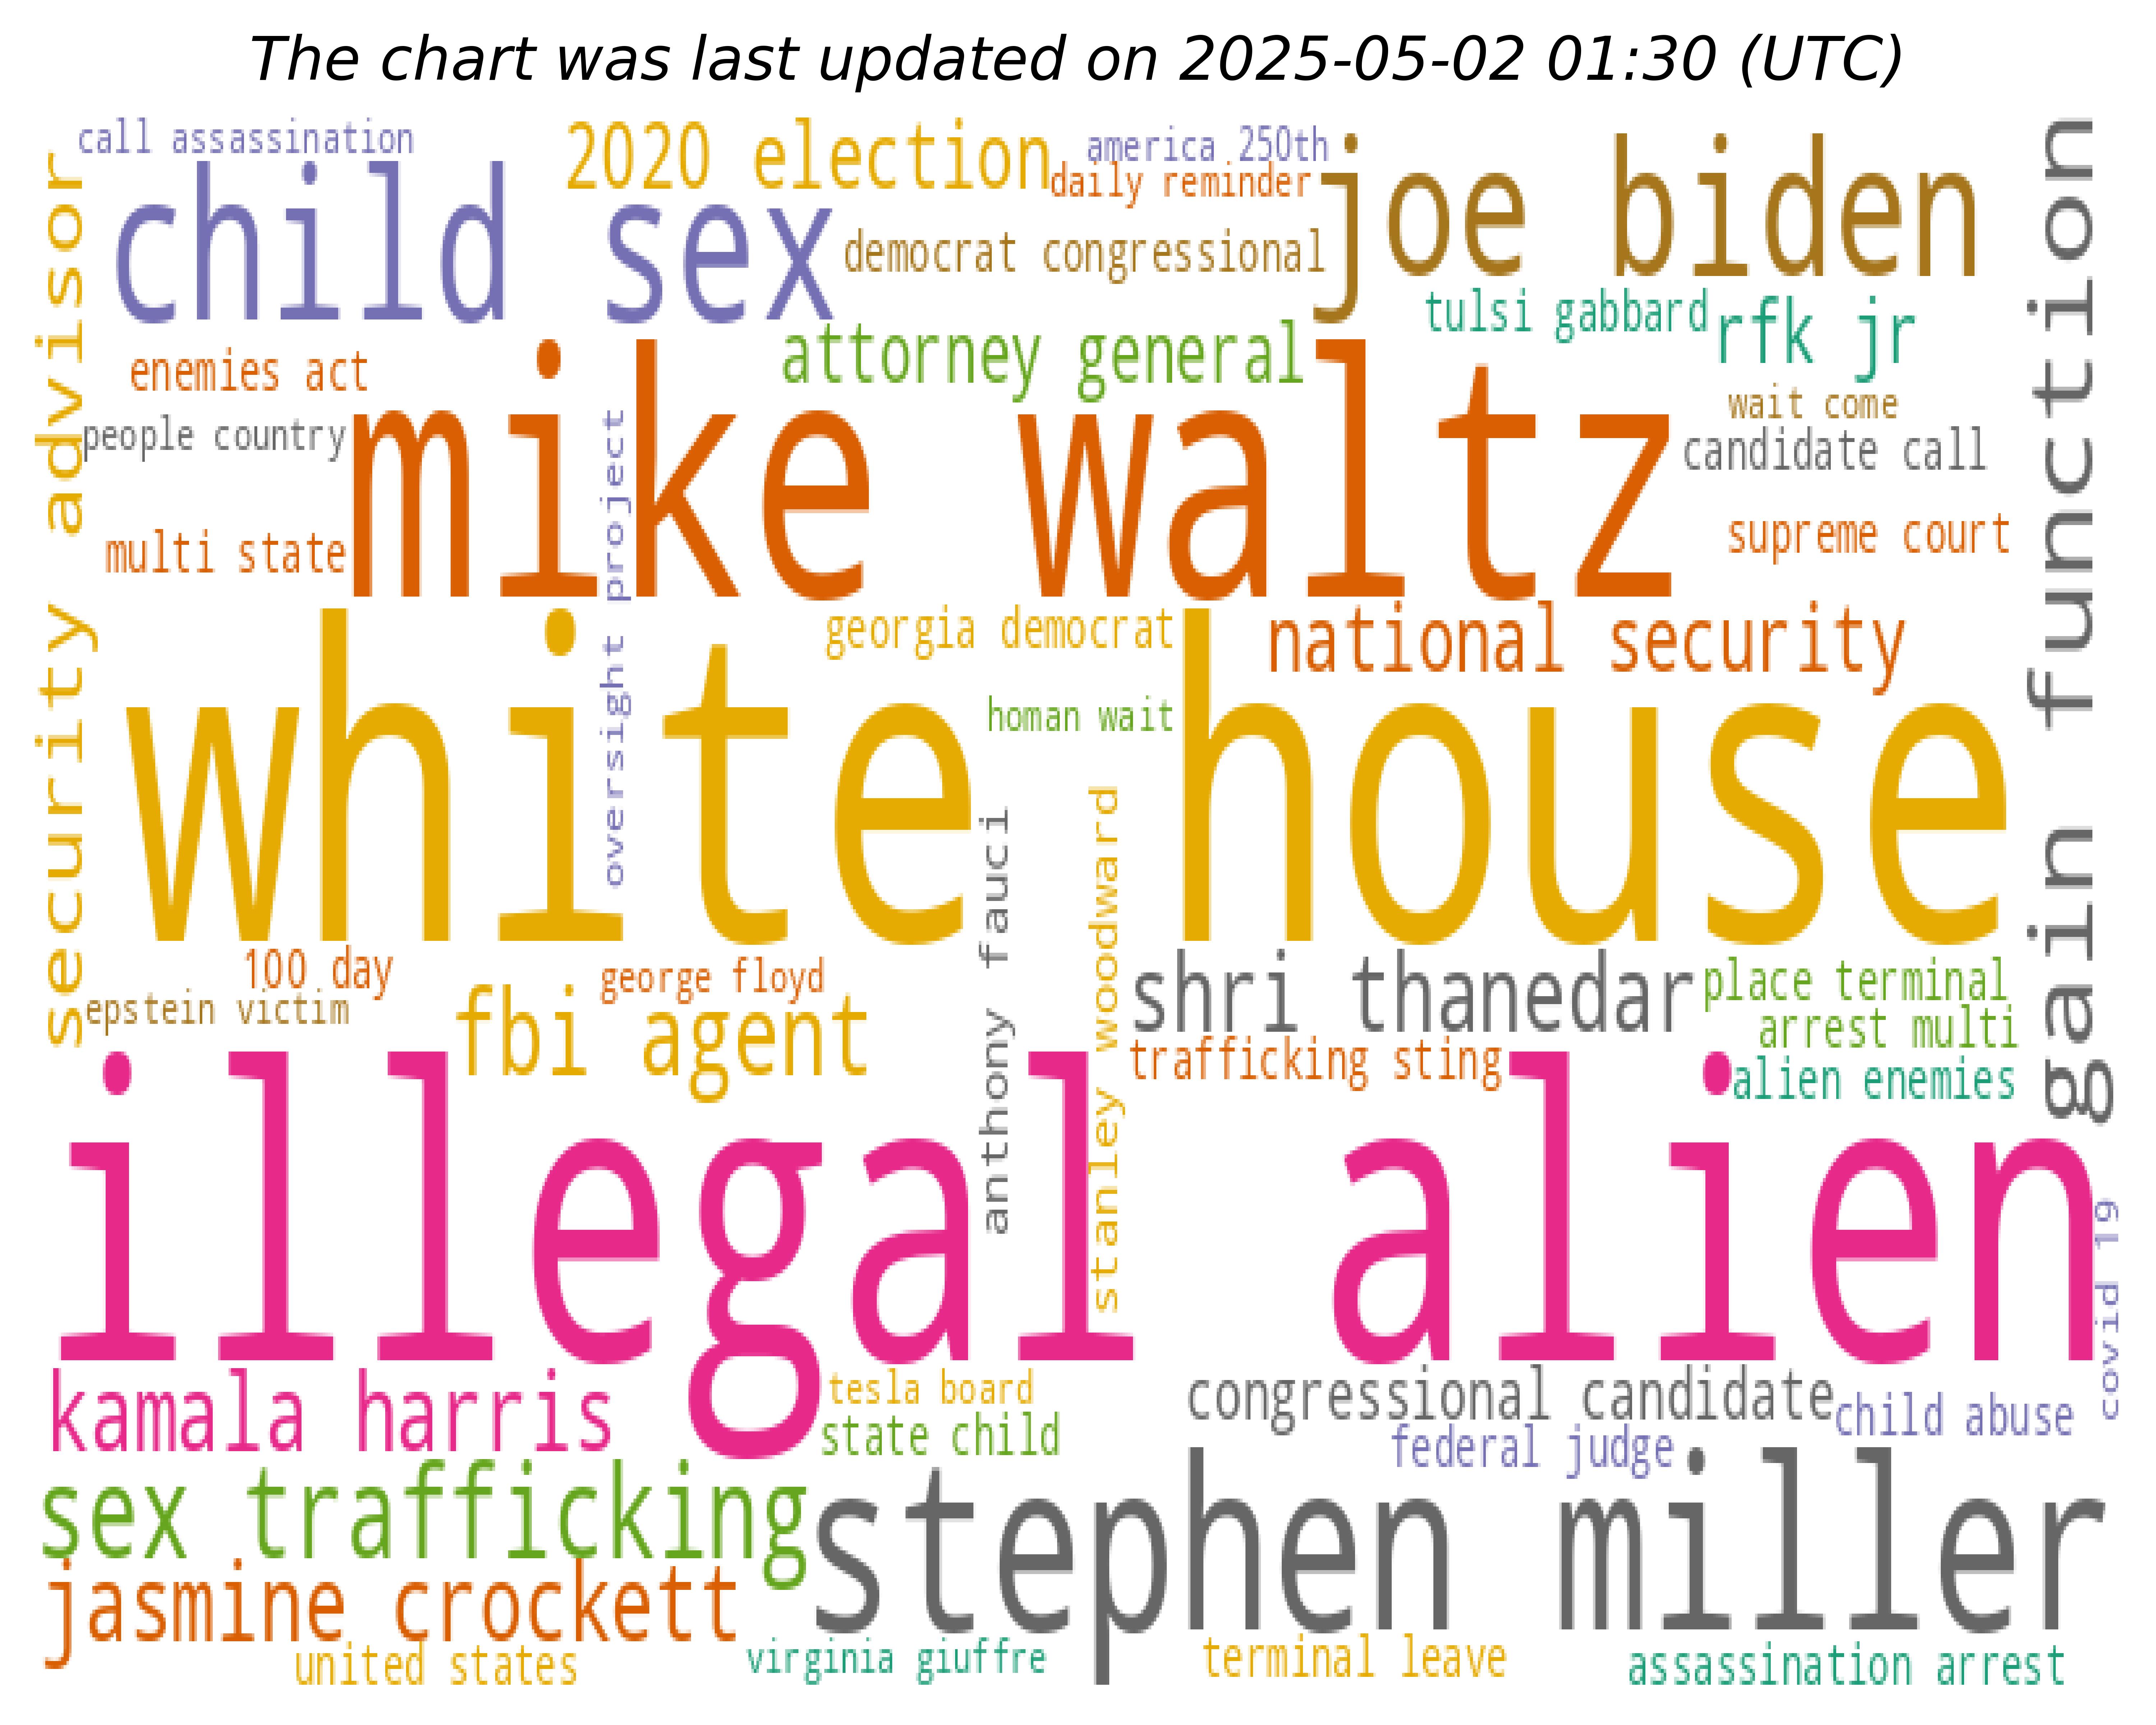 The chart was last updated on 2025-05-02 01:30 (UTC)
call assassination
2020 election
america 250th
daily reminder
joe biden
child sex
democrat congressional
security advisor
gain function
tulsi gabbard
rfk jr
attorney general
enemies act
mike waltz
wait come
people country
candidate call
oversight project
multi state
supreme court
georgia democrat
national security
white house
homan wait
anthony fauci
stanley woodward
100 day
george floyd
shri thanedar
place terminal
epstein victim
fbi agent
arrest multi
trafficking sting
alien enemies
illegal alien
covid 19
kamala harris
tesla board
congressional candidate
child abuse
state child
federal judge
sex trafficking
stephen miller
jasmine crockett
united states
virginia giuffre
terminal leave
assassination arrest